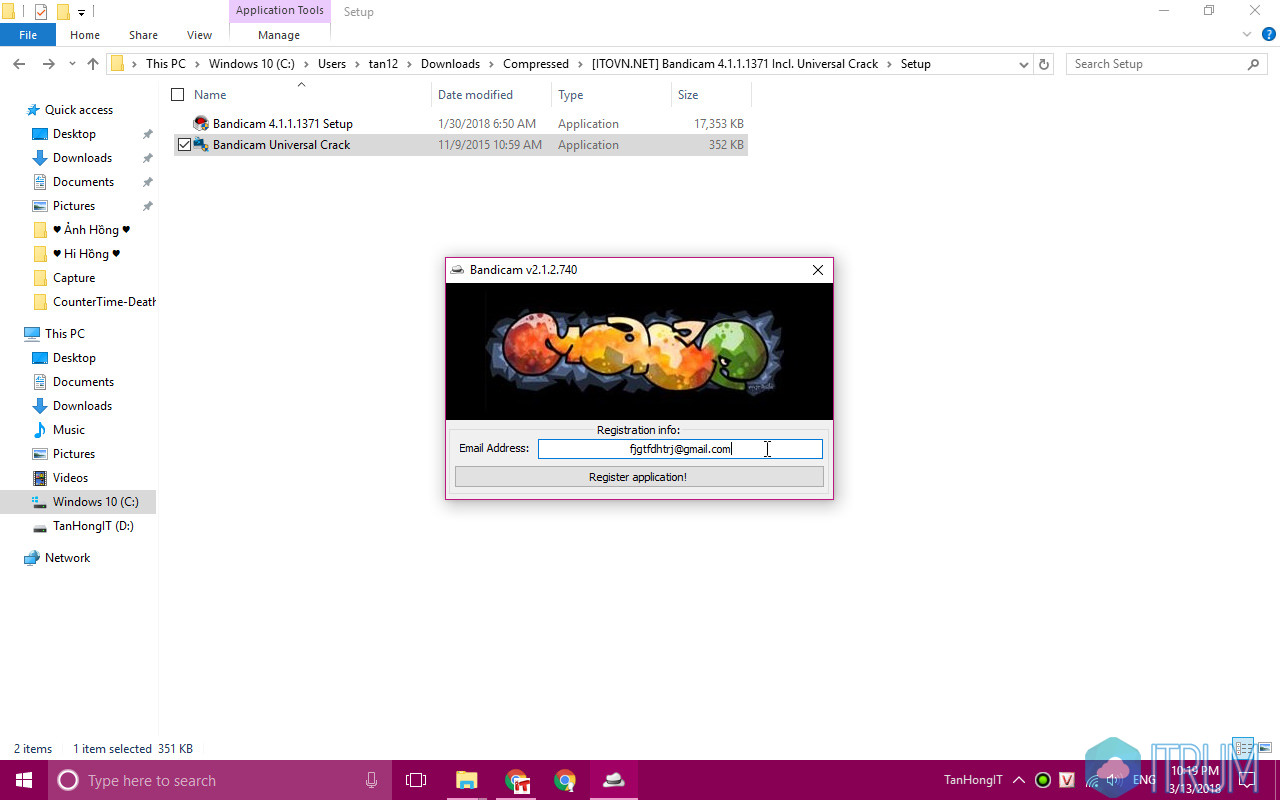 Application Tools
Setup
File
Home
Share
View
Manage
This PC
Windows 10 (C:)
Users
tan12
Downloads
Compressed
[ITOVN.NET] Bandicam 4.1.1.1371 Incl. Universal Crack
Setup
Search Setup
Name
Date modified
Type
Size
Bandicam 4.1.1.1371 Setup
1/30/2018 6:50 AM
Application
17,353 KB
Bandicam Universal Crack
11/9/2015 10:59 AM
Application
352 KB
Quick access
Desktop
Downloads
Documents
Pictures
♥ Ảnh Hồng ♥
♥ Hi Hồng ♥
Capture
CounterTime-Death
This PC
Desktop
Documents
Downloads
Music
Pictures
Videos
Windows 10 (C:)
TanHongIT (D:)
Network
Bandicam v2.1.2.740
Registration info:
Email Address:
fjgtfdhtrj@gmail.com
Register application!
2 items
1 item selected
351 KB
Type here to search
TanHongIT
V
ENG
10:19 PM
3/13/2018
ITRUM